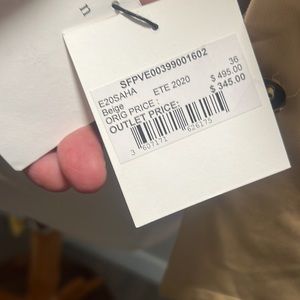 SFPVE00399001602
E20SAHA ETE 2020 36
Beige
ORIG PRICE : $ 495.00
OUTLET PRICE: $ 345.00
3 607171 626175